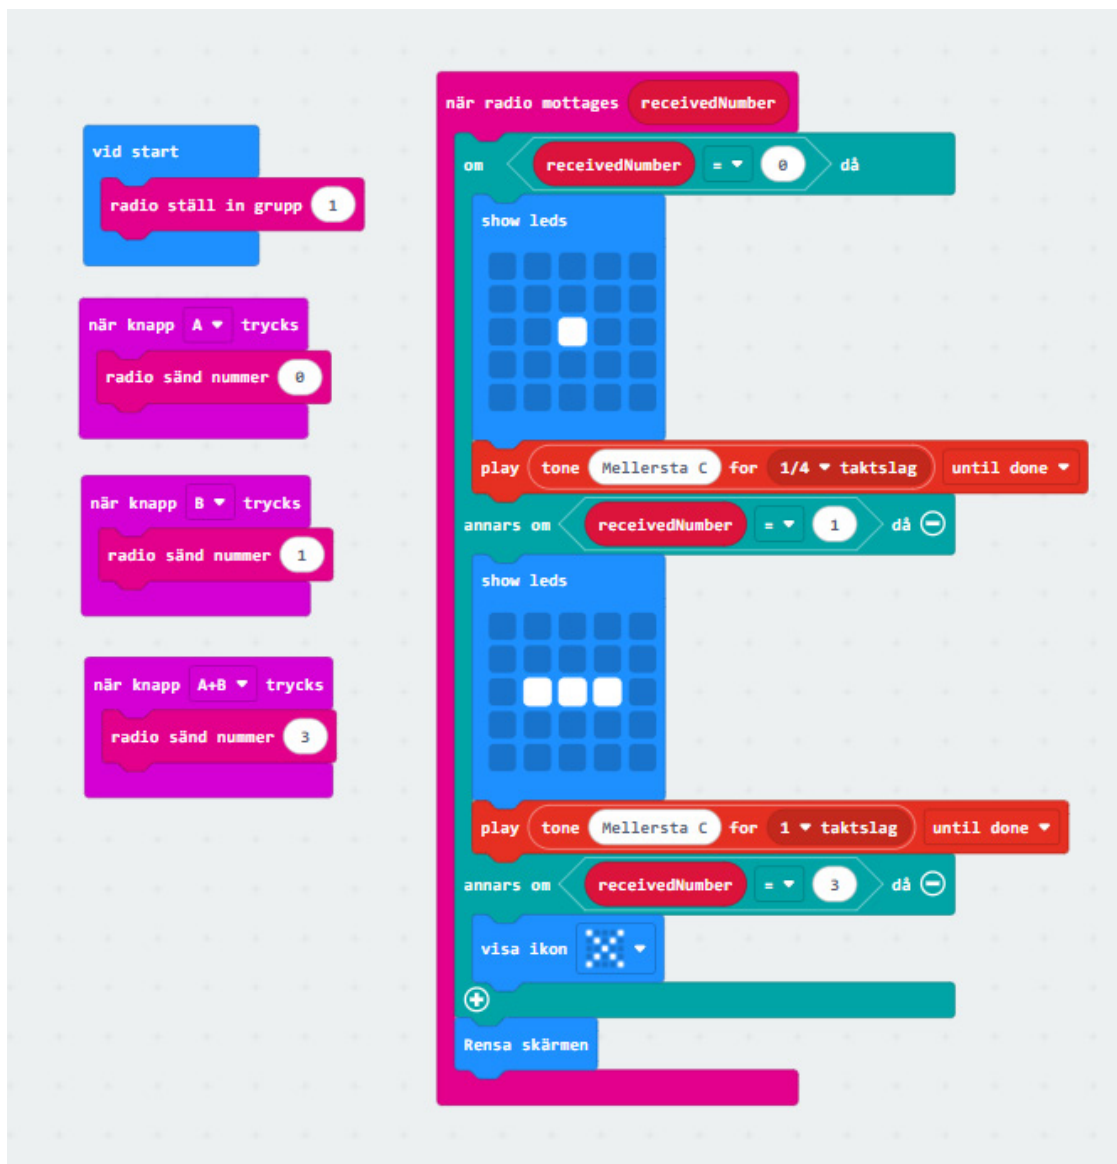 vid start
radio ställ in grupp 1
när knapp A trycks
radio sänd nummer 0
när knapp B trycks
radio sänd nummer 1
när knapp A+B trycks
radio sänd nummer 3
när radio mottages receivedNumber
om receivedNumber = 0 då
show leds
play tone Mellersta C for 1/4 taktslag until done
annars om receivedNumber = 1 då
show leds
play tone Mellersta C for 1 taktslag until done
annars om receivedNumber = 3 då
visa ikon
Rensa skärmen